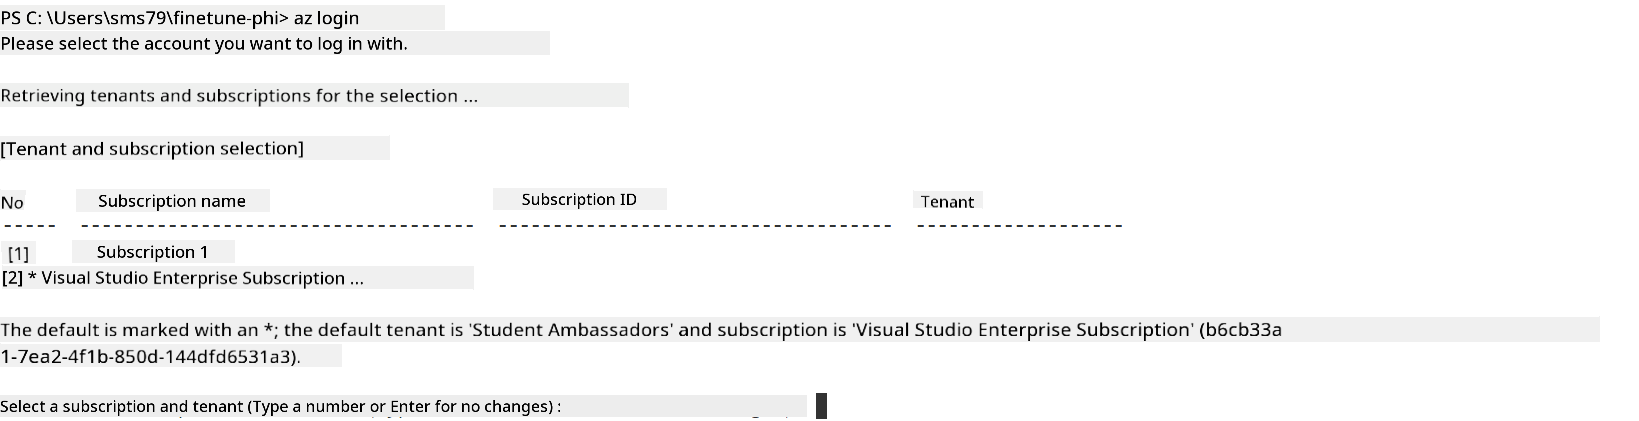 PS C: \Users\sms79\finetune-phi> az login
Please select the account you want to log in with.
Retrieving tenants and subscriptions for the selection ...
[Tenant and subscription selection]
No Subscription name Subscription ID Tenant
----- ---------------------------------- ---------------------------------- ------------------
[1] Subscription 1
[2] * Visual Studio Enterprise Subscription ...
The default is marked with an *; the default tenant is 'Student Ambassadors' and subscription is 'Visual Studio Enterprise Subscription' (b6cb33a
1-7ea2-4f1b-850d-144dfd6531a3).
Select a subscription and tenant (Type a number or Enter for no changes) :